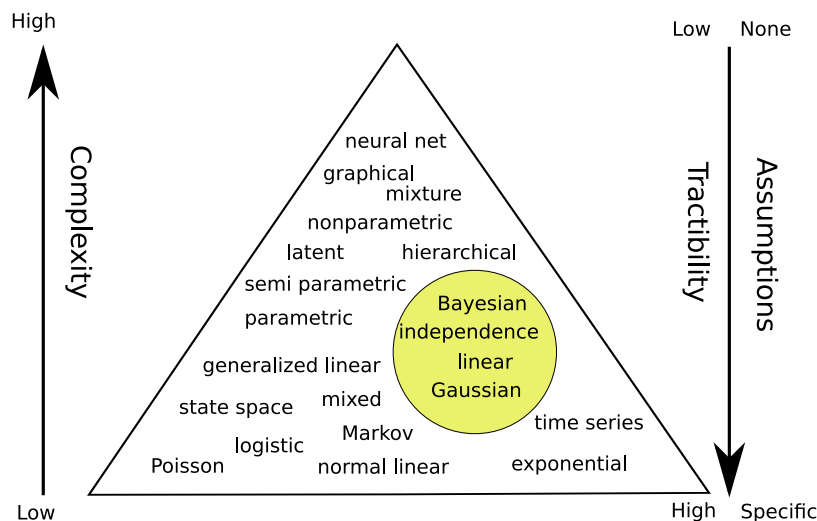 High
Low None
neural net
graphical
mixture
nonparametric
latent hierarchical
semi parametric
Bayesian
parametric
independence
linear
generalized linear
Gaussian
mixed
state space
time series
Markov
logistic
Poisson
normal linear
exponential
Low
High Specific
Complexity
Tractibility
Assumptions